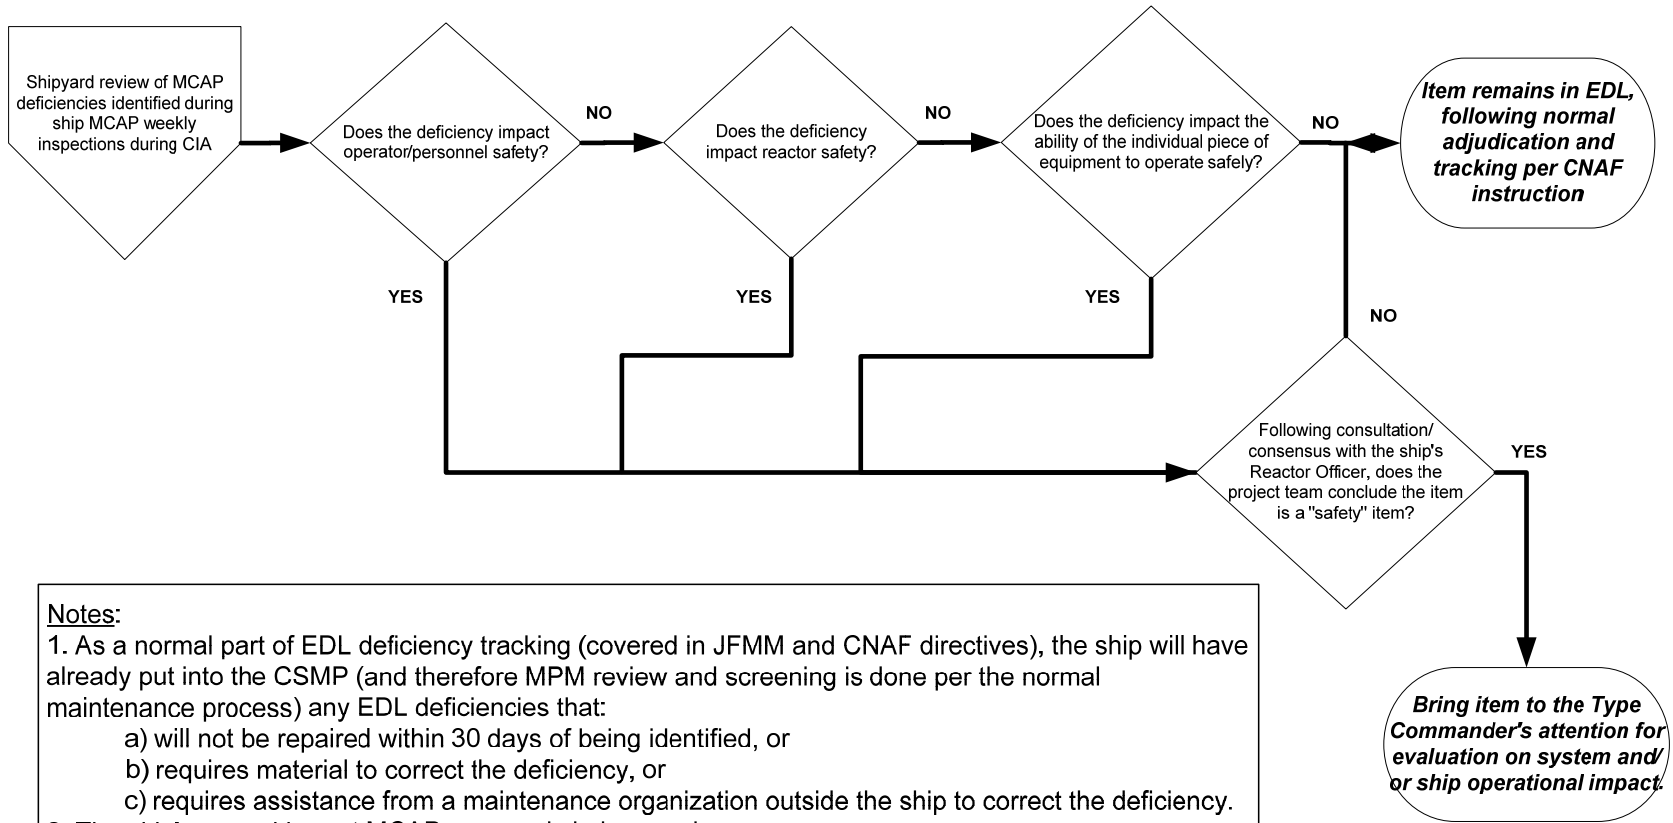 Shipyard review of MCAP
deficiencies identified during
ship MCAP weekly
inspections during CIA
Does the deficiency impact
operator/personnel safety?
NO
YES
Does the deficiency
impact reactor safety?
NO
YES
Does the deficiency impact the
ability of the individual piece of
equipment to operate safely?
NO
YES
Item remains in EDL,
following normal
adjudication and
tracking per CNAF
instruction
NO
Following consultation/
consensus with the ship's
Reactor Officer, does the
project team conclude the item
is a "safety" item?
YES
Bring item to the Type
Commander's attention for
evaluation on system and/
or ship operational impact.
Notes:
1. As a normal part of EDL deficiency tracking (covered in JFMM and CNAF directives), the ship will have
already put into the CSMP (and therefore MPM review and screening is done per the normal
maintenance process) any EDL deficiencies that:
a) will not be repaired within 30 days of being identified, or
b) requires material to correct the deficiency, or
c) requires assistance from a maintenance organization outside the ship to correct the deficiency.